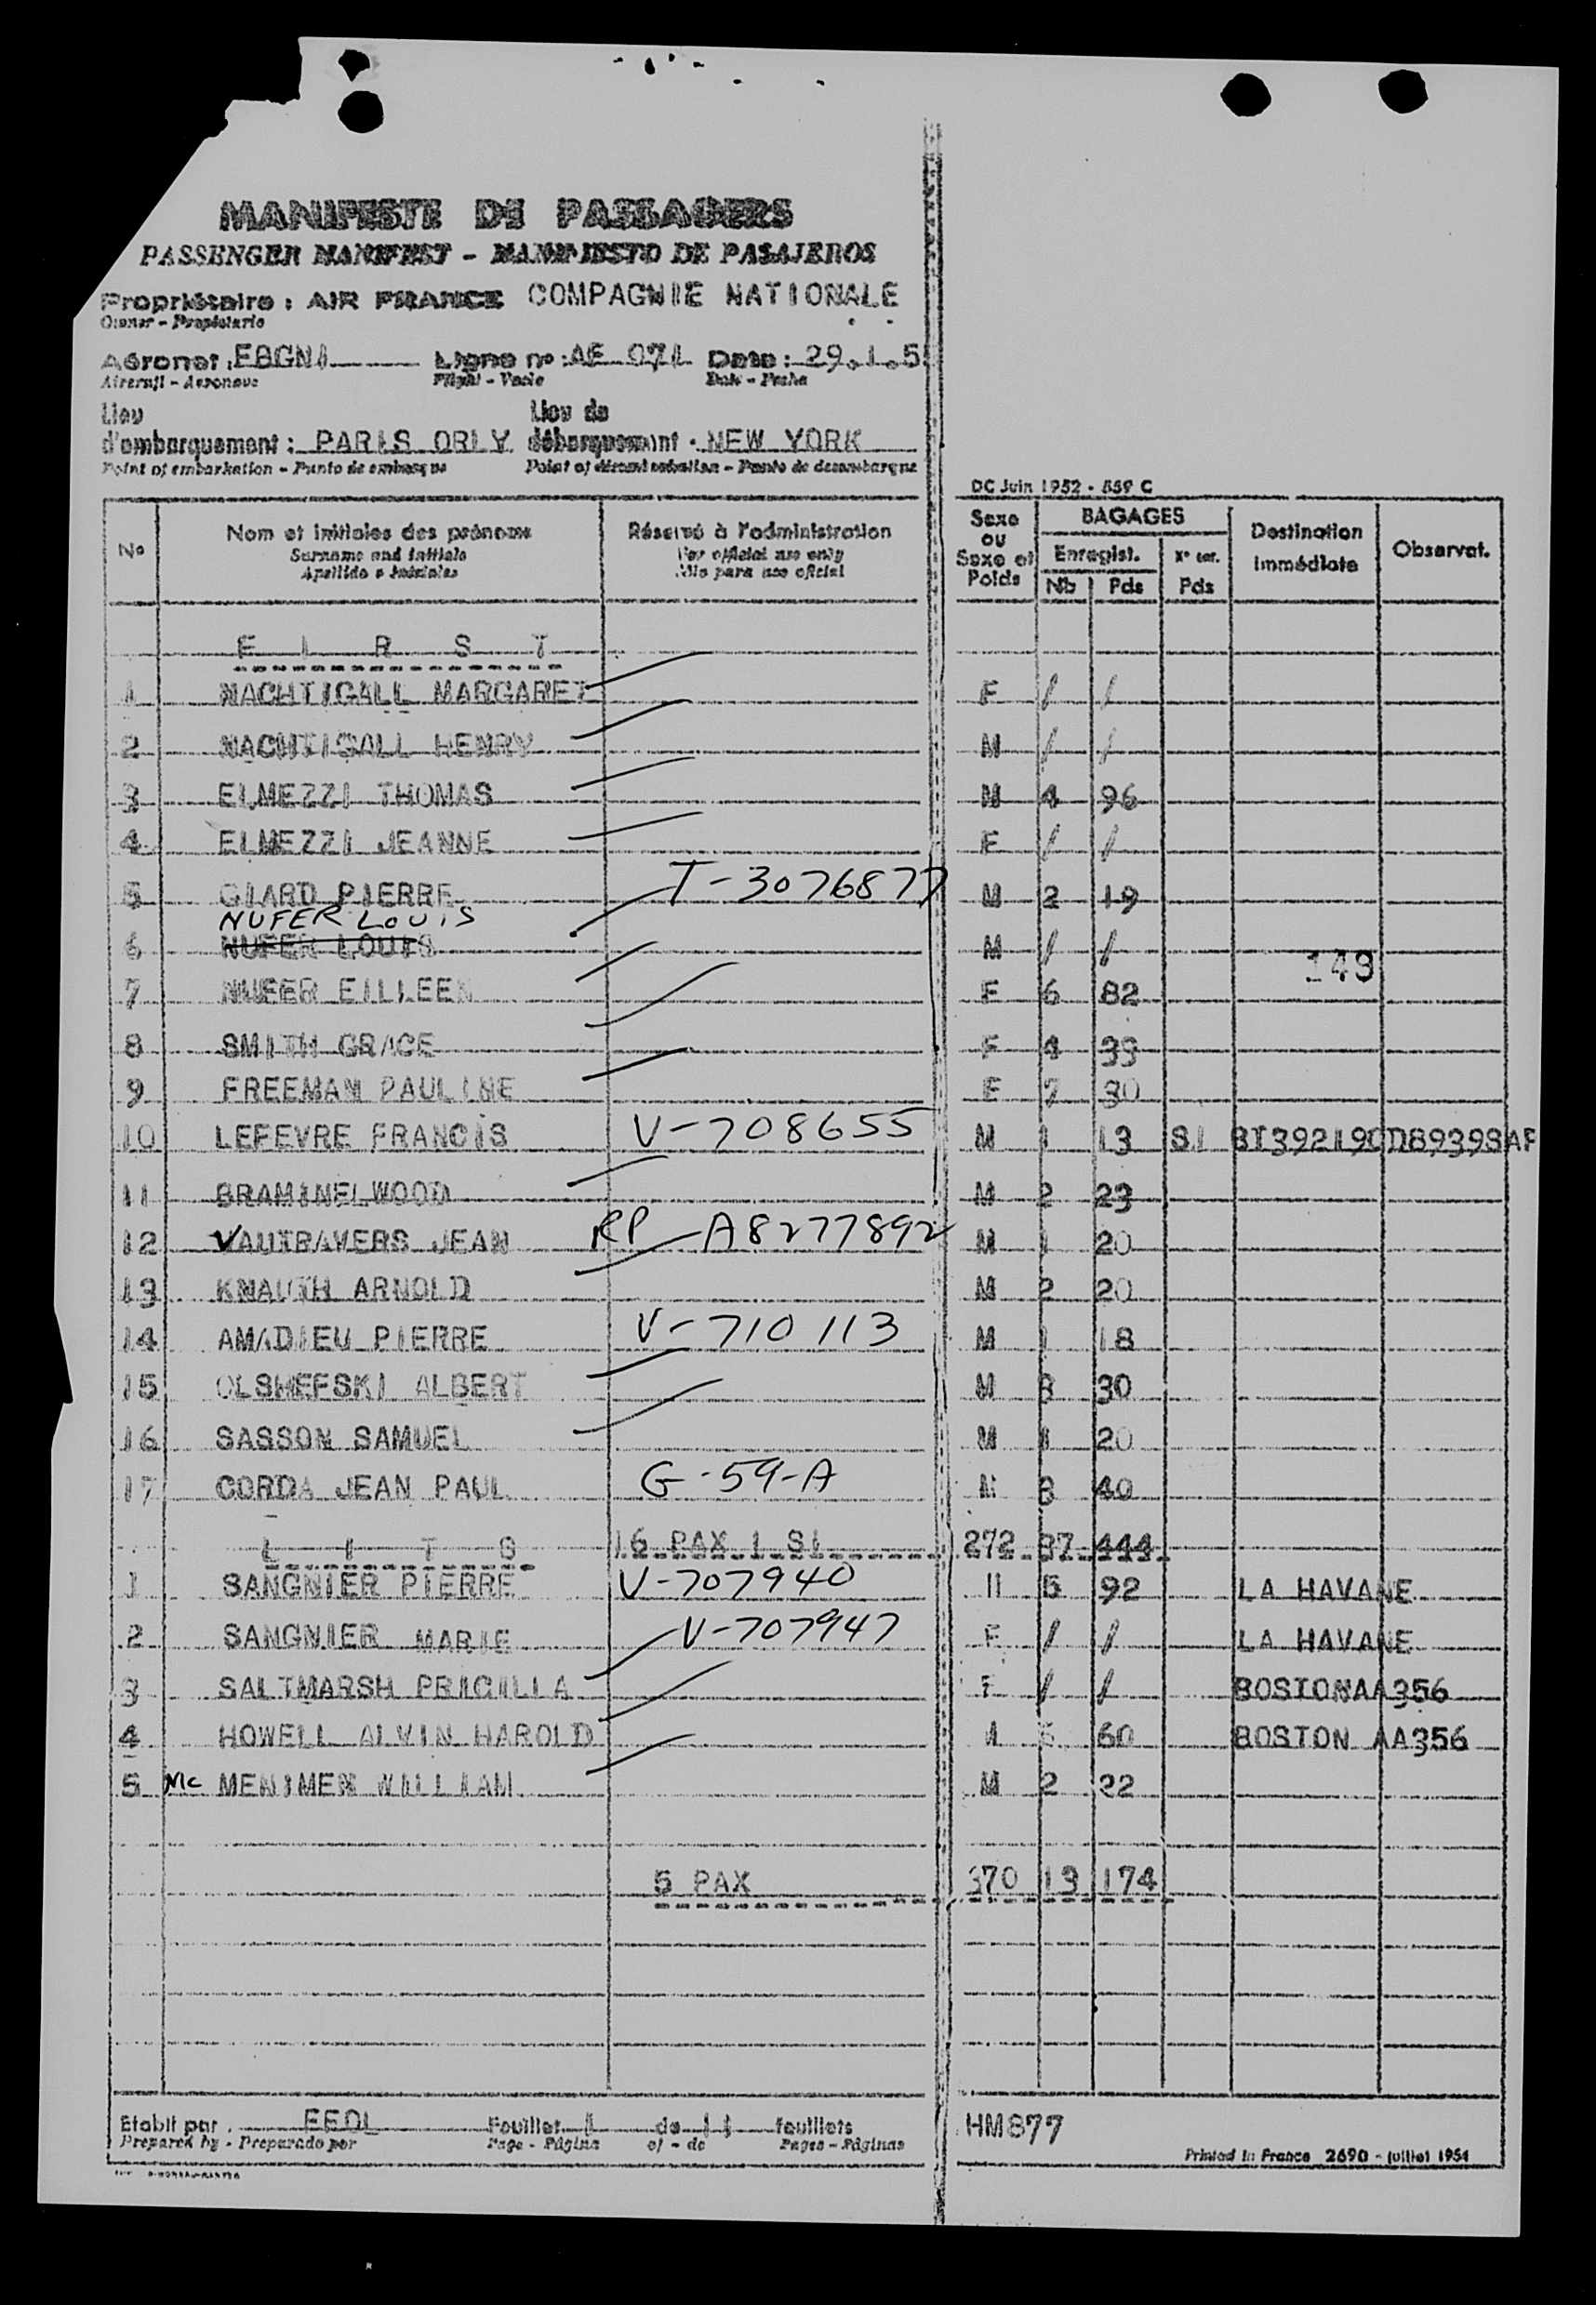 MANIFESTE DE PASSAGERS
PASSENGER MANIFEST - MANIFIESTO DE PASAJEROS
Propriétaire : AIR FRANCE COMPAGNIE NATIONALE
Owner - Propietario
Aéronef : FBGNI Ligne n° : AF 071 Date : 29.1.5
Aircraft - Aeronave Flight - Vuelo Date - Fecha
Lieu Lieu de
d'embarquement : PARIS ORLY débarquement : NEW YORK
Point of embarkation - Punto de embarque Point of disembarkation - Punto de desembarque
DC Juin 1952 - 559 C
No Nom et initiales des prénoms Réservé à l'administration Sexe ou Sexe et Poids BAGAGES Destination immédiate Observat.
Surname and initials For official use only Enregist.
Apellido e iniciales para uso oficial Nb Pds Pds
F I R S T
1 NACHTIGALL MARGARET F / /
2 NACHTIGALL HENRY M / /
3 ELMEZZI THOMAS M 4 96
4 ELMEZZI JEANNE F / /
5 GIARD PIERRE T-3076877 M 2 19
NUFER LOUIS
6 NUFER LOUIS M / /
149
7 NUFER EILLEEN F 6 82
8 SMITH GRACE F 4 33
9 FREEMAN PAULINE F 7 30
10 LEFEVRE FRANCIS V-708655 M 1 13 SI
11 BRAMINELWOOD M 2 23
12 VAUTRAVERS JEAN RP A8277892 M 1 20
13 KNAUTH ARNOLD M 2 20
14 AMADIEU PIERRE V-710113 M 1 18
15 OLSHEFSKI ALBERT M 3 30
16 SASSON SAMUEL M 1 20
17 CORDA JEAN PAUL G-59-A M 3 40
L I T S 16 PAX 1 SI 272 37 444
1 SANGNIER PIERRE V-707940 5 92 LA HAVANE
2 SANGNIER MARIE V-707947 F / / LA HAVANE
3 SALTMARSH PRICILLA F / / BOSTONAA356
4 HOWELL ALVIN HAROLD 60 BOSTON AA356
5 Mc MENIMEN WILLIAM M 2 22
5 PAX 370 13 174
Etabli par : EEOL Feuillet 1 de 11 feuillets HM877
Prepared by - Preparado por Page - Página of - de Pages - Páginas
Printed in France 2690 - juillet 1954